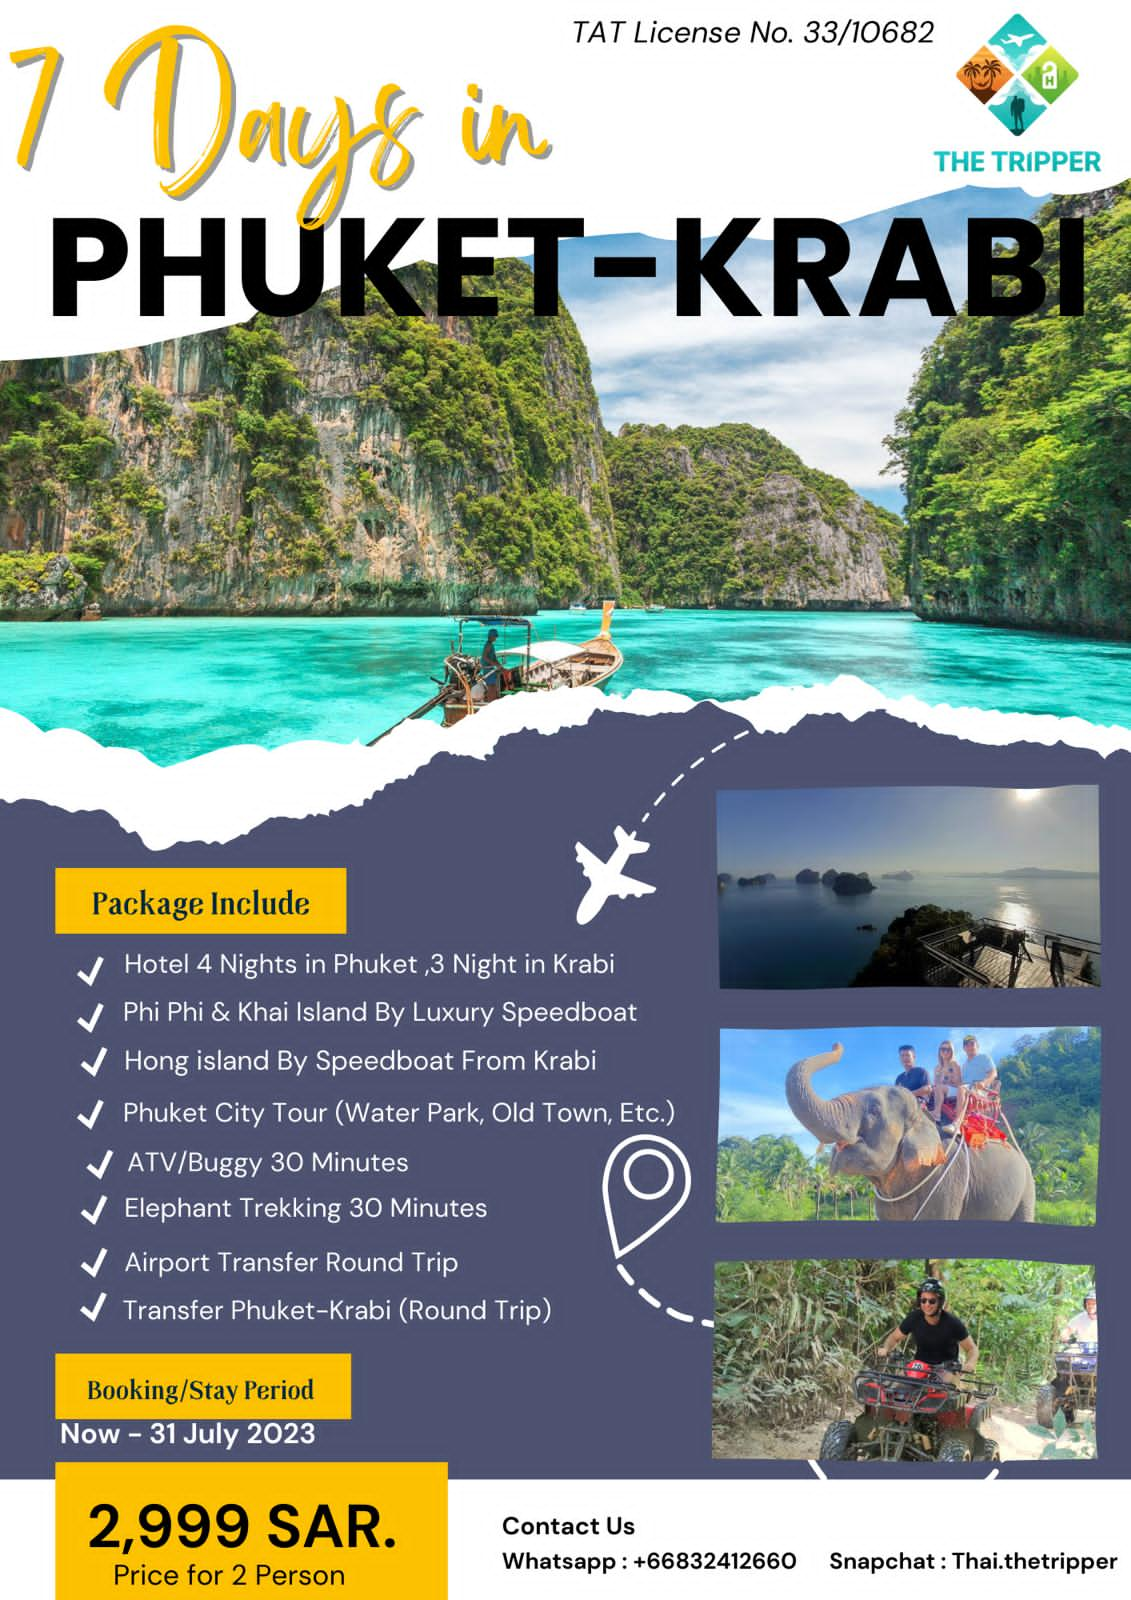 TAT License No. 33/10682
THE TRIPPER
7 Days in
PHUKET-KRABI
Package Include
Hotel 4 Nights in Phuket ,3 Night in Krabi
Phi Phi & Khai Island By Luxury Speedboat
Hong island By Speedboat From Krabi
Phuket City Tour (Water Park, Old Town, Etc.)
ATV/Buggy 30 Minutes
Elephant Trekking 30 Minutes
Airport Transfer Round Trip
Transfer Phuket-Krabi (Round Trip)
Booking/Stay Period
Now - 31 July 2023
2,999 SAR.
Price for 2 Person
Contact Us
Whatsapp : +66832412660 Snapchat : Thai.thetripper